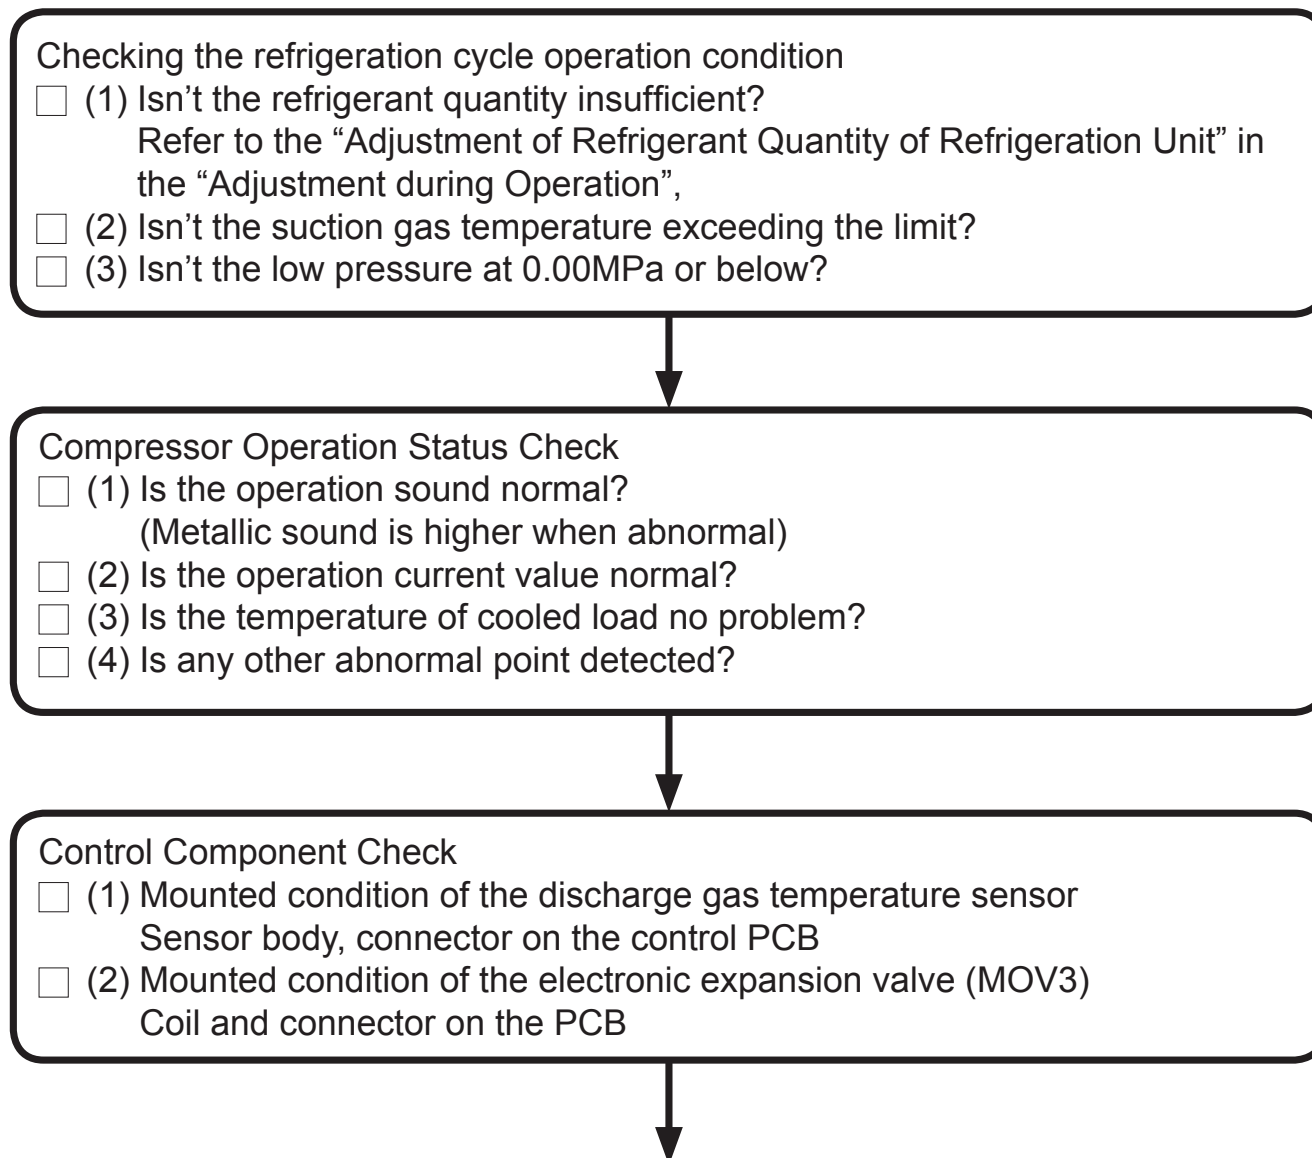 Checking the refrigeration cycle operation condition
□ (1) Isn’t the refrigerant quantity insufficient?
Refer to the “Adjustment of Refrigerant Quantity of Refrigeration Unit” in
the “Adjustment during Operation”,
□ (2) Isn’t the suction gas temperature exceeding the limit?
□ (3) Isn’t the low pressure at 0.00MPa or below?
Compressor Operation Status Check
□ (1) Is the operation sound normal?
(Metallic sound is higher when abnormal)
□ (2) Is the operation current value normal?
□ (3) Is the temperature of cooled load no problem?
□ (4) Is any other abnormal point detected?
Control Component Check
□ (1) Mounted condition of the discharge gas temperature sensor
Sensor body, connector on the control PCB
□ (2) Mounted condition of the electronic expansion valve (MOV3)
Coil and connector on the PCB